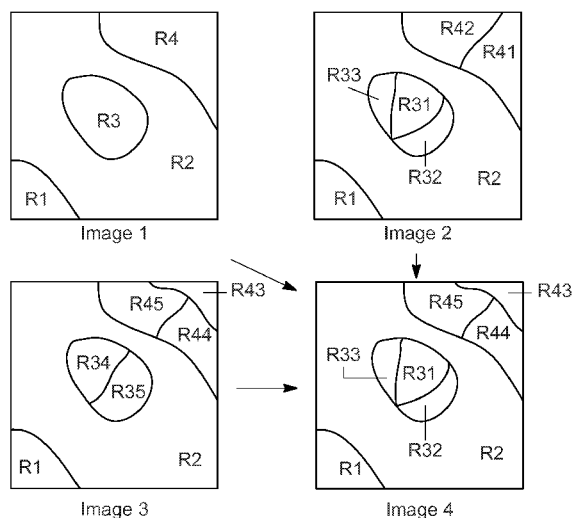 R4
R3
R2
R1
Image 1
R42
R41
R33
R31
R32
R2
R1
Image 2
R45
R43
R44
R34
R35
R1
R2
Image 3
R45
R43
R44
R33
R31
R32
R1
R2
Image 4